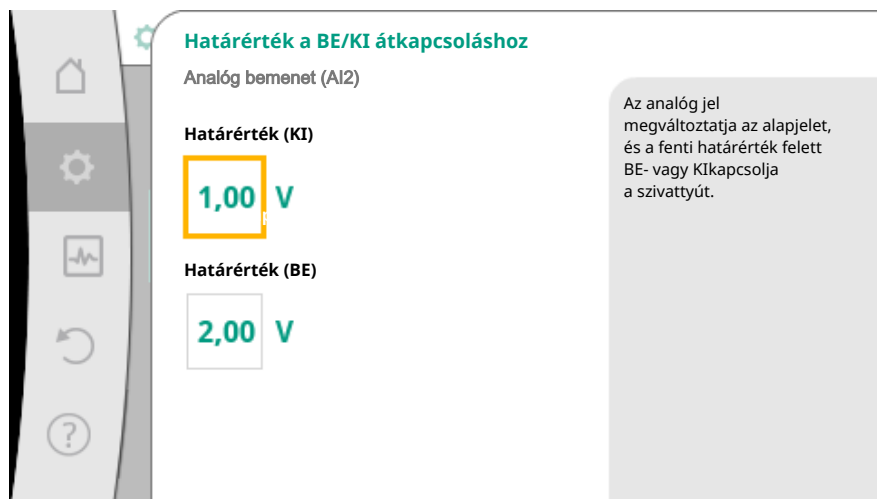 Határérték a BE/KI átkapcsoláshoz
Analóg bemenet (AI2)
Határérték (KI)
1,00 V
Határérték (BE)
2,00 V
Az analóg jel
megváltoztatja az alapjelet,
és a fenti határérték felett
BE- vagy KIkapcsolja
a szivattyút.
?